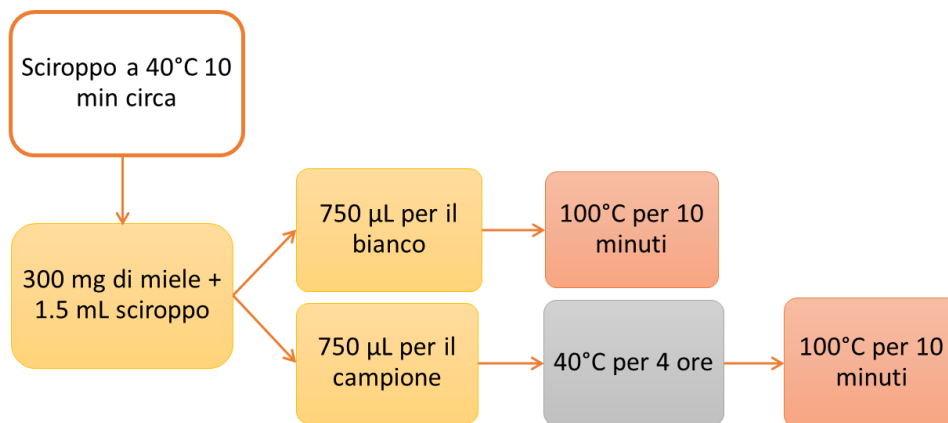 Sciroppo a 40°C 10
min circa
300 mg di miele +
1.5 mL sciroppo
750 µL per il
bianco
100°C per 10
minuti
750 µL per il
campione
40°C per 4 ore
100°C per 10
minuti